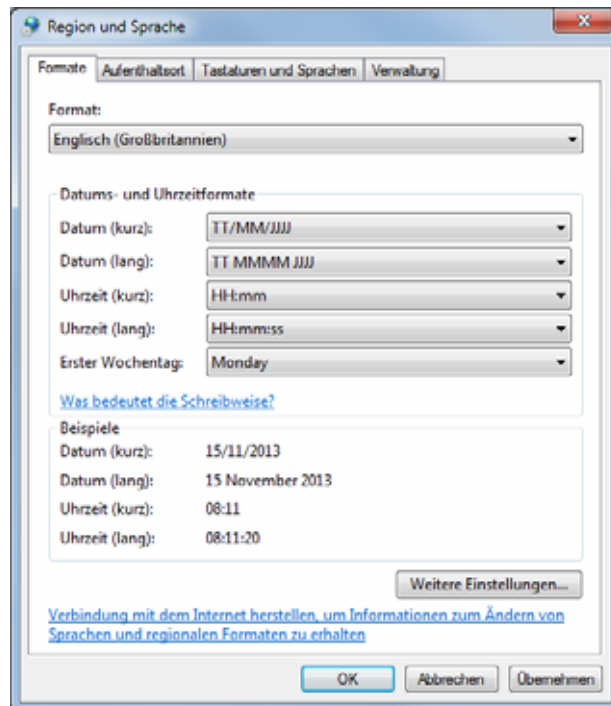 Region und Sprache
Formate Aufenthaltsort Tastaturen und Sprachen Verwaltung
Format:
Englisch (Großbritannien)
Datums- und Uhrzeitformate
Datum (kurz): TT/MM/JJJJ
Datum (lang): TT MMMM JJJJ
Uhrzeit (kurz): HH:mm
Uhrzeit (lang): HH:mm:ss
Erster Wochentag: Monday
Was bedeutet die Schreibweise?
Beispiele
Datum (kurz): 15/11/2013
Datum (lang): 15 November 2013
Uhrzeit (kurz): 08:11
Uhrzeit (lang): 08:11:20
Weitere Einstellungen...
Verbindung mit dem Internet herstellen, um Informationen zum Ändern von
Sprachen und regionalen Formaten zu erhalten
OK Abbrechen Übernehmen